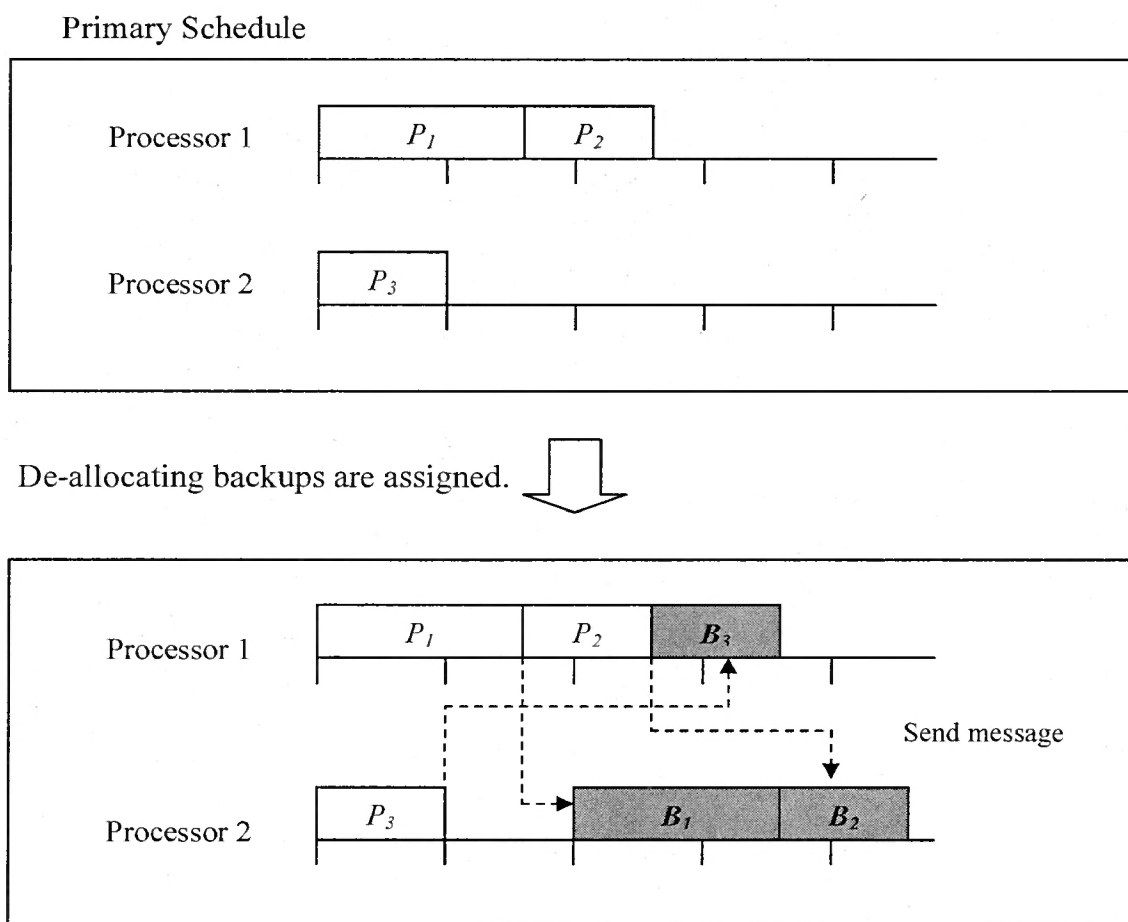 Primary Schedule
Processor 1
P1
P2
Processor 2
P3
De-allocating backups are assigned.
Processor 1
P1
P2
B3
Send message
Processor 2
P3
B1
B2